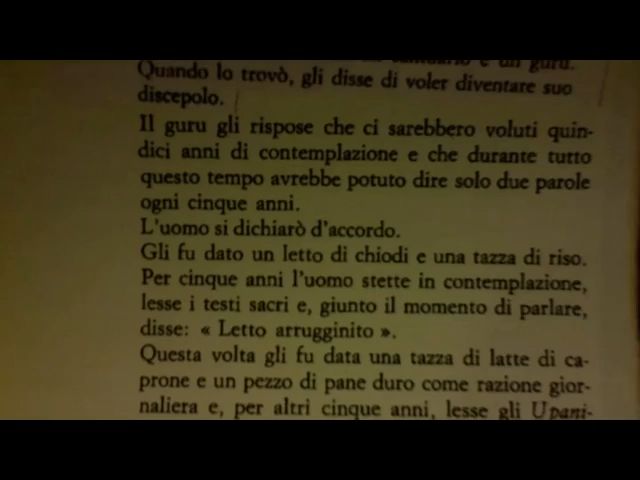 un guru.
Quando lo trovò, gli disse di voler diventare suo
discepolo.
Il guru gli rispose che ci sarebbero voluti quin-
dici anni di contemplazione e che durante tutto
questo tempo avrebbe potuto dire solo due parole
ogni cinque anni.
L'uomo si dichiarò d'accordo.
Gli fu dato un letto di chiodi e una tazza di riso.
Per cinque anni l'uomo stette in contemplazione,
lesse i testi sacri e, giunto il momento di parlare,
disse: « Letto arrugginito ».
Questa volta gli fu data una tazza di latte di ca-
prone e un pezzo di pane duro come razione gior-
naliera e, per altri cinque anni, lesse gli Upani-